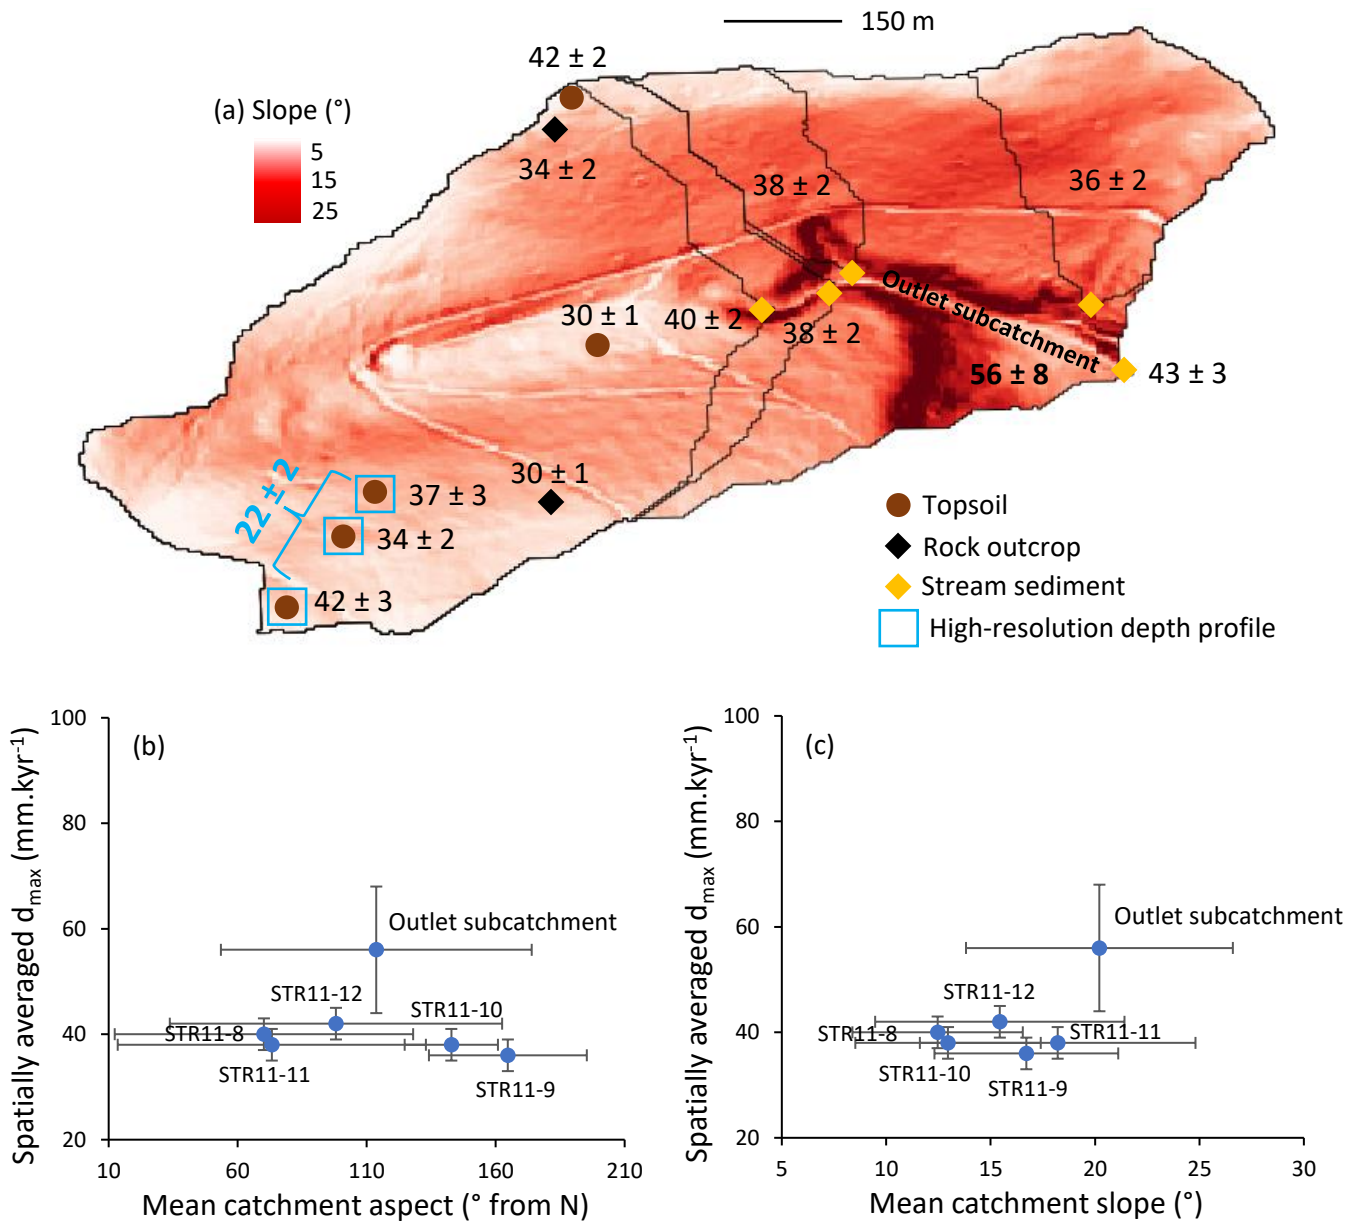 150 m
42 ± 2
(a) Slope (°)
5
15
25
34 ± 2
38 ± 2
36 ± 2
30 ± 1
40 ± 2
38 ± 2
Outlet subcatchment
56 ± 8
43 ± 3
22 ± 2
37 ± 3
34 ± 2
42 ± 3
30 ± 1
Topsoil
Rock outcrop
Stream sediment
High-resolution depth profile
(b)
Spatially averaged dmax (mm.kyr-1)
100
80
60
40
20
Outlet subcatchment
STR11-12
STR11-10
STR11-8
STR11-11
STR11-9
10
60
110
160
210
Mean catchment aspect (° from N)
(c)
Spatially averaged dmax (mm.kyr-1)
100
80
60
40
20
Outlet subcatchment
STR11-12
STR11-8
STR11-11
STR11-10
STR11-9
5
10
15
20
25
30
Mean catchment slope (°)